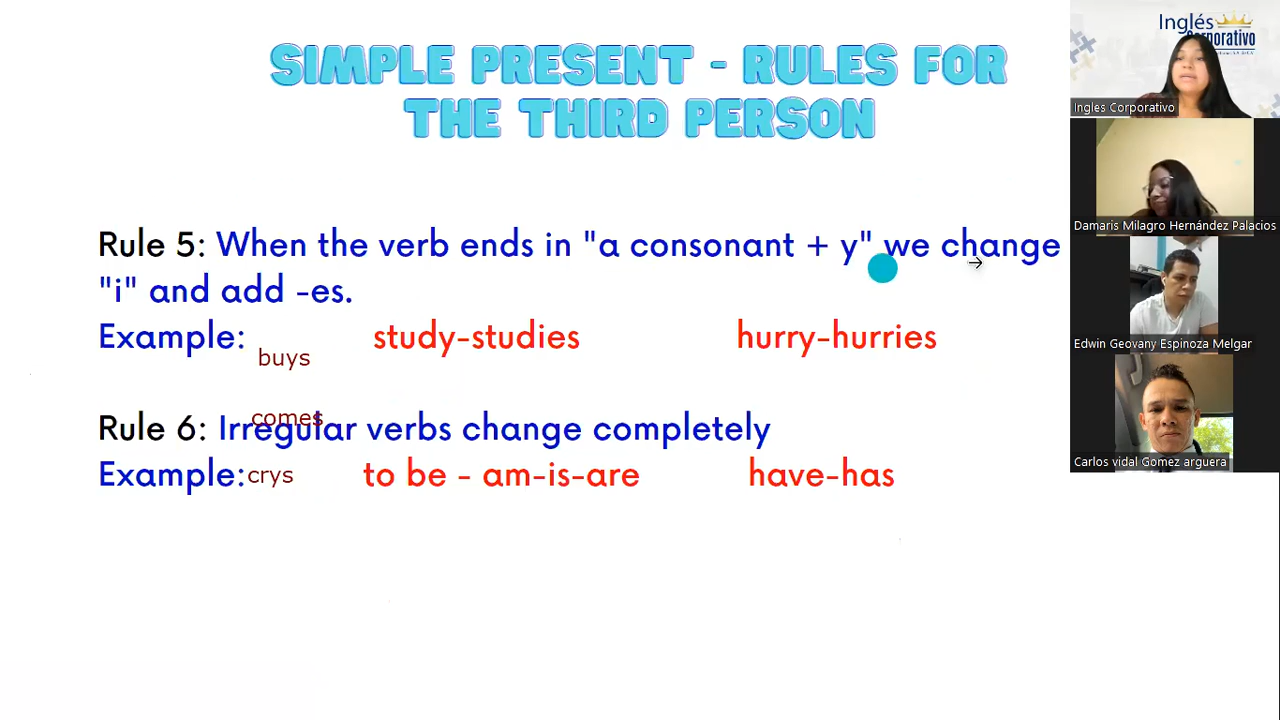 SIMPLE PRESENT - RULES FOR
THE THIRD PERSON
Rule 5: When the verb ends in "a consonant + y" we change
"i" and add -es.
Example:
study-studies
hurry-hurries
buys
comes
Rule 6: Irregular verbs change completely
Example:
crys
to be - am-is-are
have-has
Inglés
Corporativo
Ingles Corporativo
Damaris Milagro Hernández Palacios
Edwin Geovany Espinoza Melgar
Carlos vidal Gomez arguera